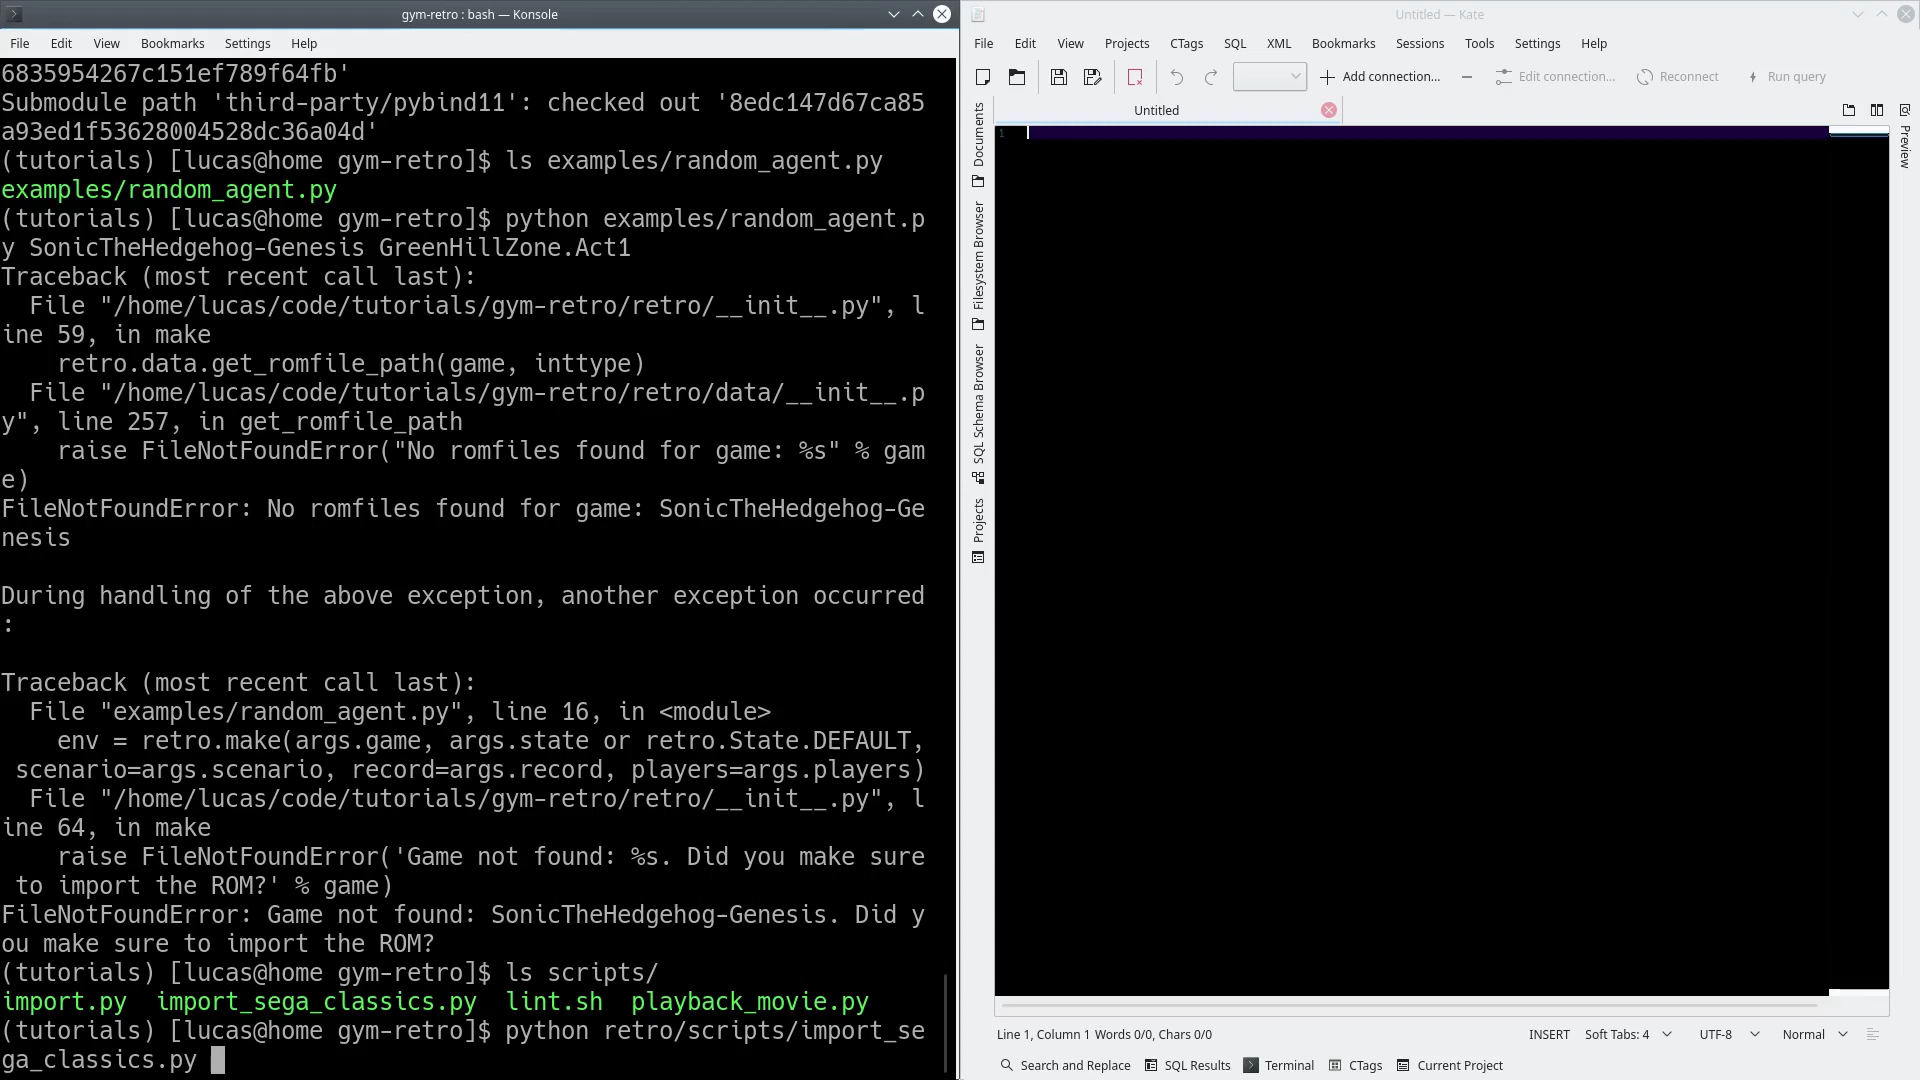 gym-retro : bash — Konsole
File Edit View Bookmarks Settings Help
6835954267c151ef789f64fb'
Submodule path 'third-party/pybind11': checked out '8edc147d67ca85
a93ed1f53628004528dc36a04d'
(tutorials) [lucas@home gym-retro]$ ls examples/random_agent.py
examples/random_agent.py
(tutorials) [lucas@home gym-retro]$ python examples/random_agent.p
y SonicTheHedgehog-Genesis GreenHillZone.Act1
Traceback (most recent call last):
  File "/home/lucas/code/tutorials/gym-retro/retro/__init__.py", l
ine 59, in make
    retro.data.get_romfile_path(game, inttype)
  File "/home/lucas/code/tutorials/gym-retro/retro/data/__init__.p
y", line 257, in get_romfile_path
    raise FileNotFoundError("No romfiles found for game: %s" % gam
e)
FileNotFoundError: No romfiles found for game: SonicTheHedgehog-Ge
nesis
During handling of the above exception, another exception occurred
:
Traceback (most recent call last):
  File "examples/random_agent.py", line 16, in <module>
    env = retro.make(args.game, args.state or retro.State.DEFAULT,
 scenario=args.scenario, record=args.record, players=args.players)
  File "/home/lucas/code/tutorials/gym-retro/retro/__init__.py", l
ine 64, in make
    raise FileNotFoundError('Game not found: %s. Did you make sure
 to import the ROM?' % game)
FileNotFoundError: Game not found: SonicTheHedgehog-Genesis. Did y
ou make sure to import the ROM?
(tutorials) [lucas@home gym-retro]$ ls scripts/
import.py  import_sega_classics.py  lint.sh  playback_movie.py
(tutorials) [lucas@home gym-retro]$ python retro/scripts/import_se
ga_classics.py
Untitled — Kate
File Edit View Projects CTags SQL XML Bookmarks Sessions Tools Settings Help
Add connection... Edit connection... Reconnect Run query
Untitled
1
Documents
Filesystem Browser
SQL Schema Browser
Projects
Preview
Line 1, Column 1 Words 0/0, Chars 0/0 INSERT Soft Tabs: 4 UTF-8 Normal
Search and Replace SQL Results Terminal CTags Current Project